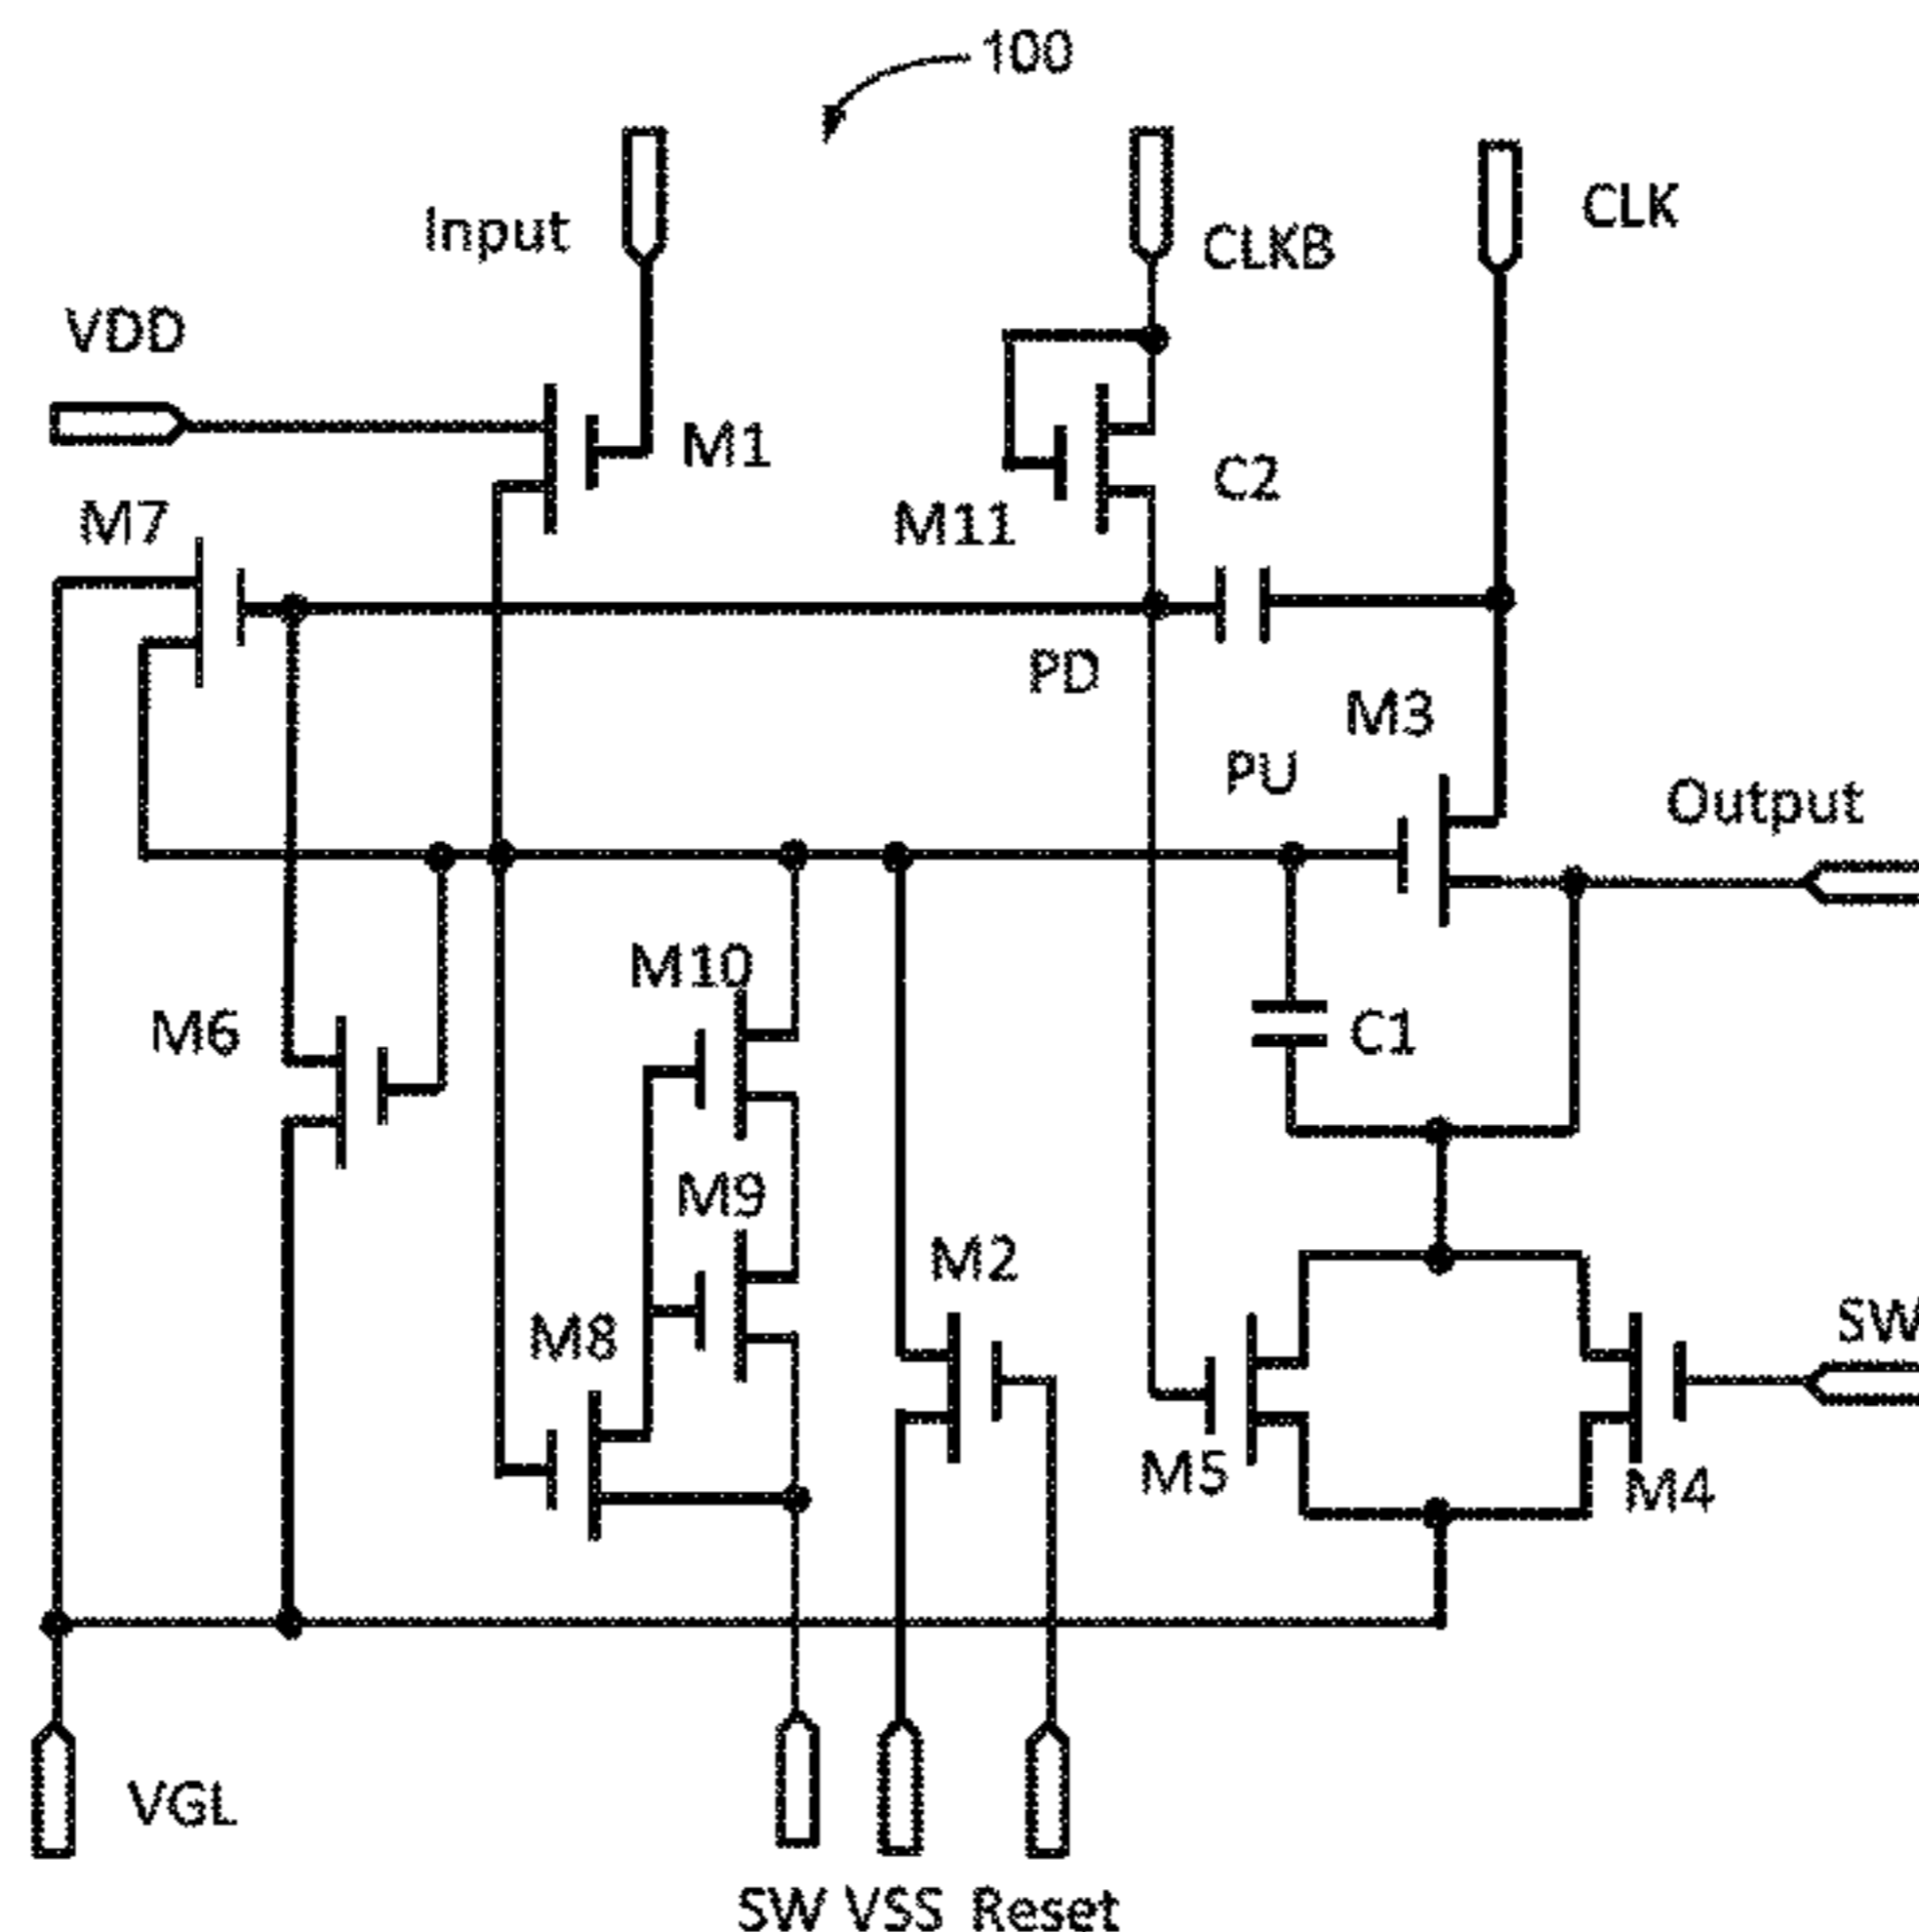 100
Input
CLKB
CLK
VDD
M1
C2
M7
M11
PD
M3
PU
Output
M10
M6
C1
M9
M2
M8
SW
M5
M4
VGL
SW VSS Reset